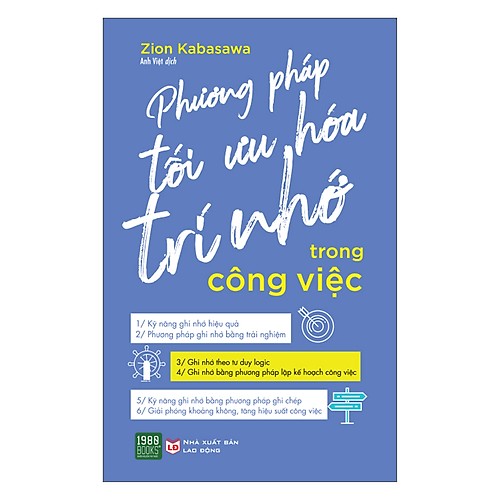 Zion Kabasawa
Anh Việt dịch
Phương pháp
tối ưu hóa
trí nhớ
trong
công việc
1/ Kỹ năng ghi nhớ hiệu quả
2/ Phương pháp ghi nhớ bằng trải nghiệm
3/ Ghi nhớ theo tư duy logic
4/ Ghi nhớ bằng phương pháp lập kế hoạch công việc
5/ Kỹ năng ghi nhớ bằng phương pháp ghi chép
6/ Giải phóng khoảng không, tăng hiệu suất công việc
1980
BOOKS
LĐ
NHÀ XUẤT BẢN
LAO ĐỘNG